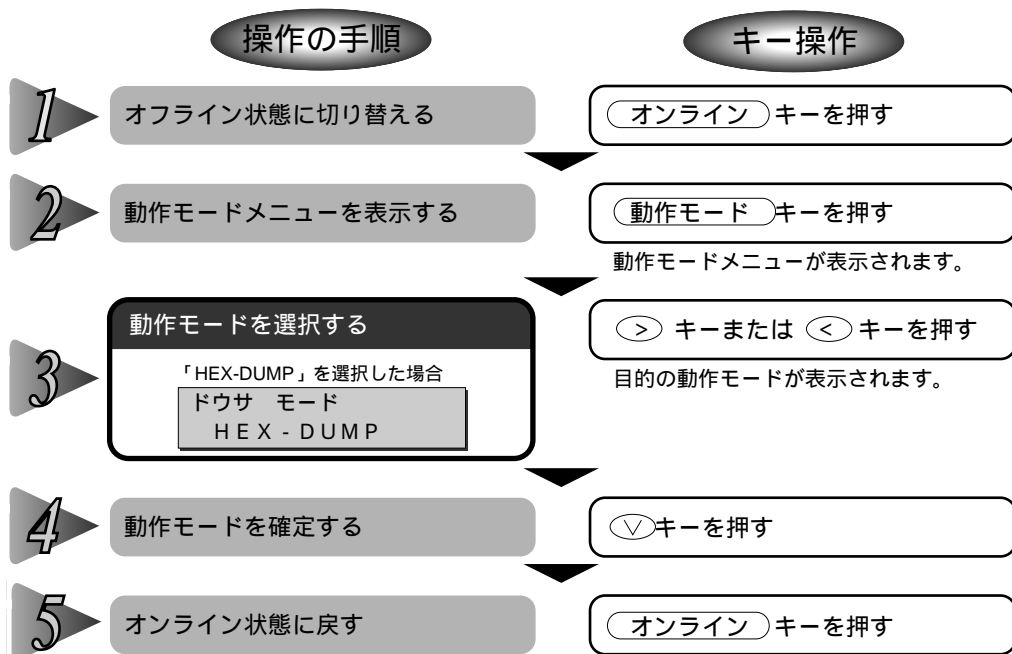 操作の手順
キー操作
1
オフライン状態に切り替える
オンライン キーを押す
2
動作モードメニューを表示する
動作モード キーを押す
動作モードメニューが表示されます。
3
動作モードを選択する
「HEX-DUMP」を選択した場合
ドウサ モード
HEX-DUMP
> キーまたは < キーを押す
目的の動作モードが表示されます。
4
動作モードを確定する
∨キーを押す
5
オンライン状態に戻す
オンライン キーを押す